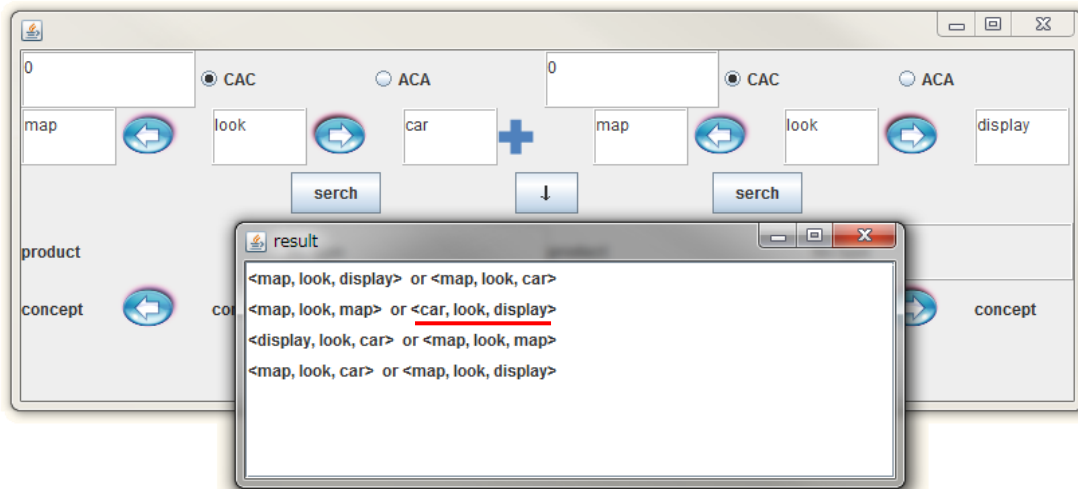 0 CAC ACA 0 CAC ACA
map look car map look display
serch ↓ serch
result
product
<map, look, display> or <map, look, car>
<map, look, map> or <car, look, display>
concept concept
<display, look, car> or <map, look, map>
<map, look, car> or <map, look, display>